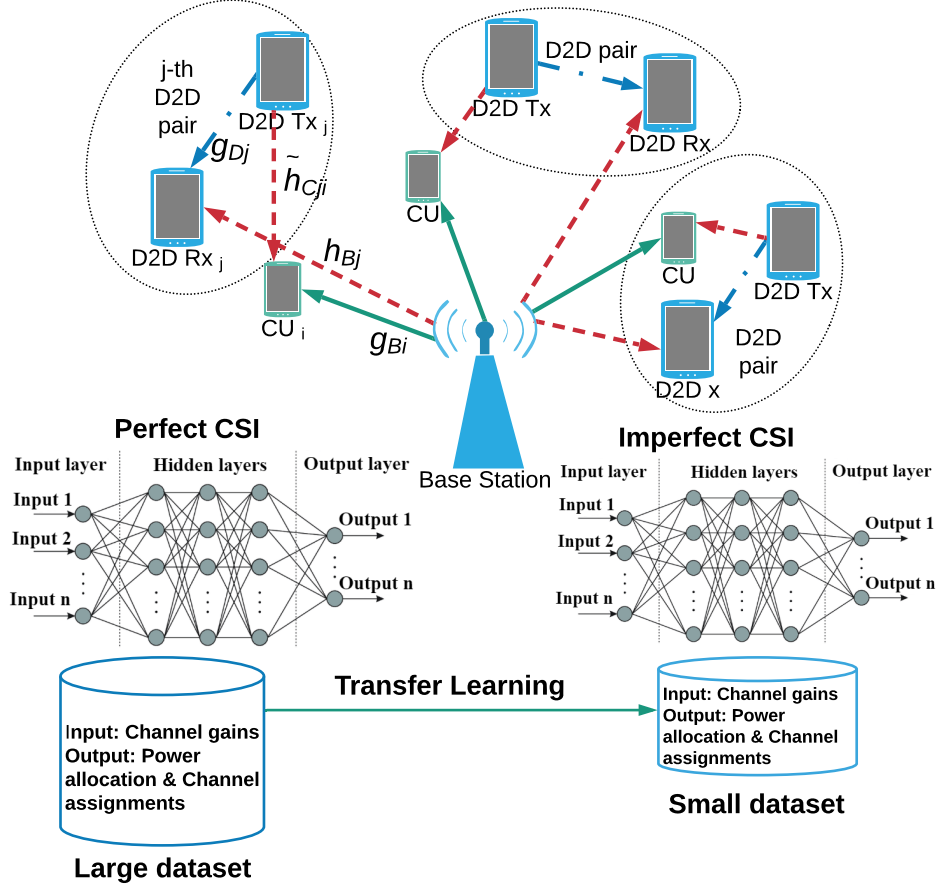 j-th
D2D
pair
D2D Tx j
g_Dj
h̃_Cji
D2D Rx j
h_Bj
CU i
g_Bi
D2D pair
D2D Tx
D2D Rx
CU
CU
D2D Tx
D2D x
D2D
pair
Base Station
Perfect CSI
Input layer
Hidden layers
Output layer
Input 1
Input 2
Input n
Output 1
Output n
Imperfect CSI
Input layer
Hidden layers
Output layer
Input 1
Input 2
Input n
Output 1
Output n
Transfer Learning
Input: Channel gains
Output: Power
allocation & Channel
assignments
Large dataset
Input: Channel gains
Output: Power
allocation & Channel
assignments
Small dataset